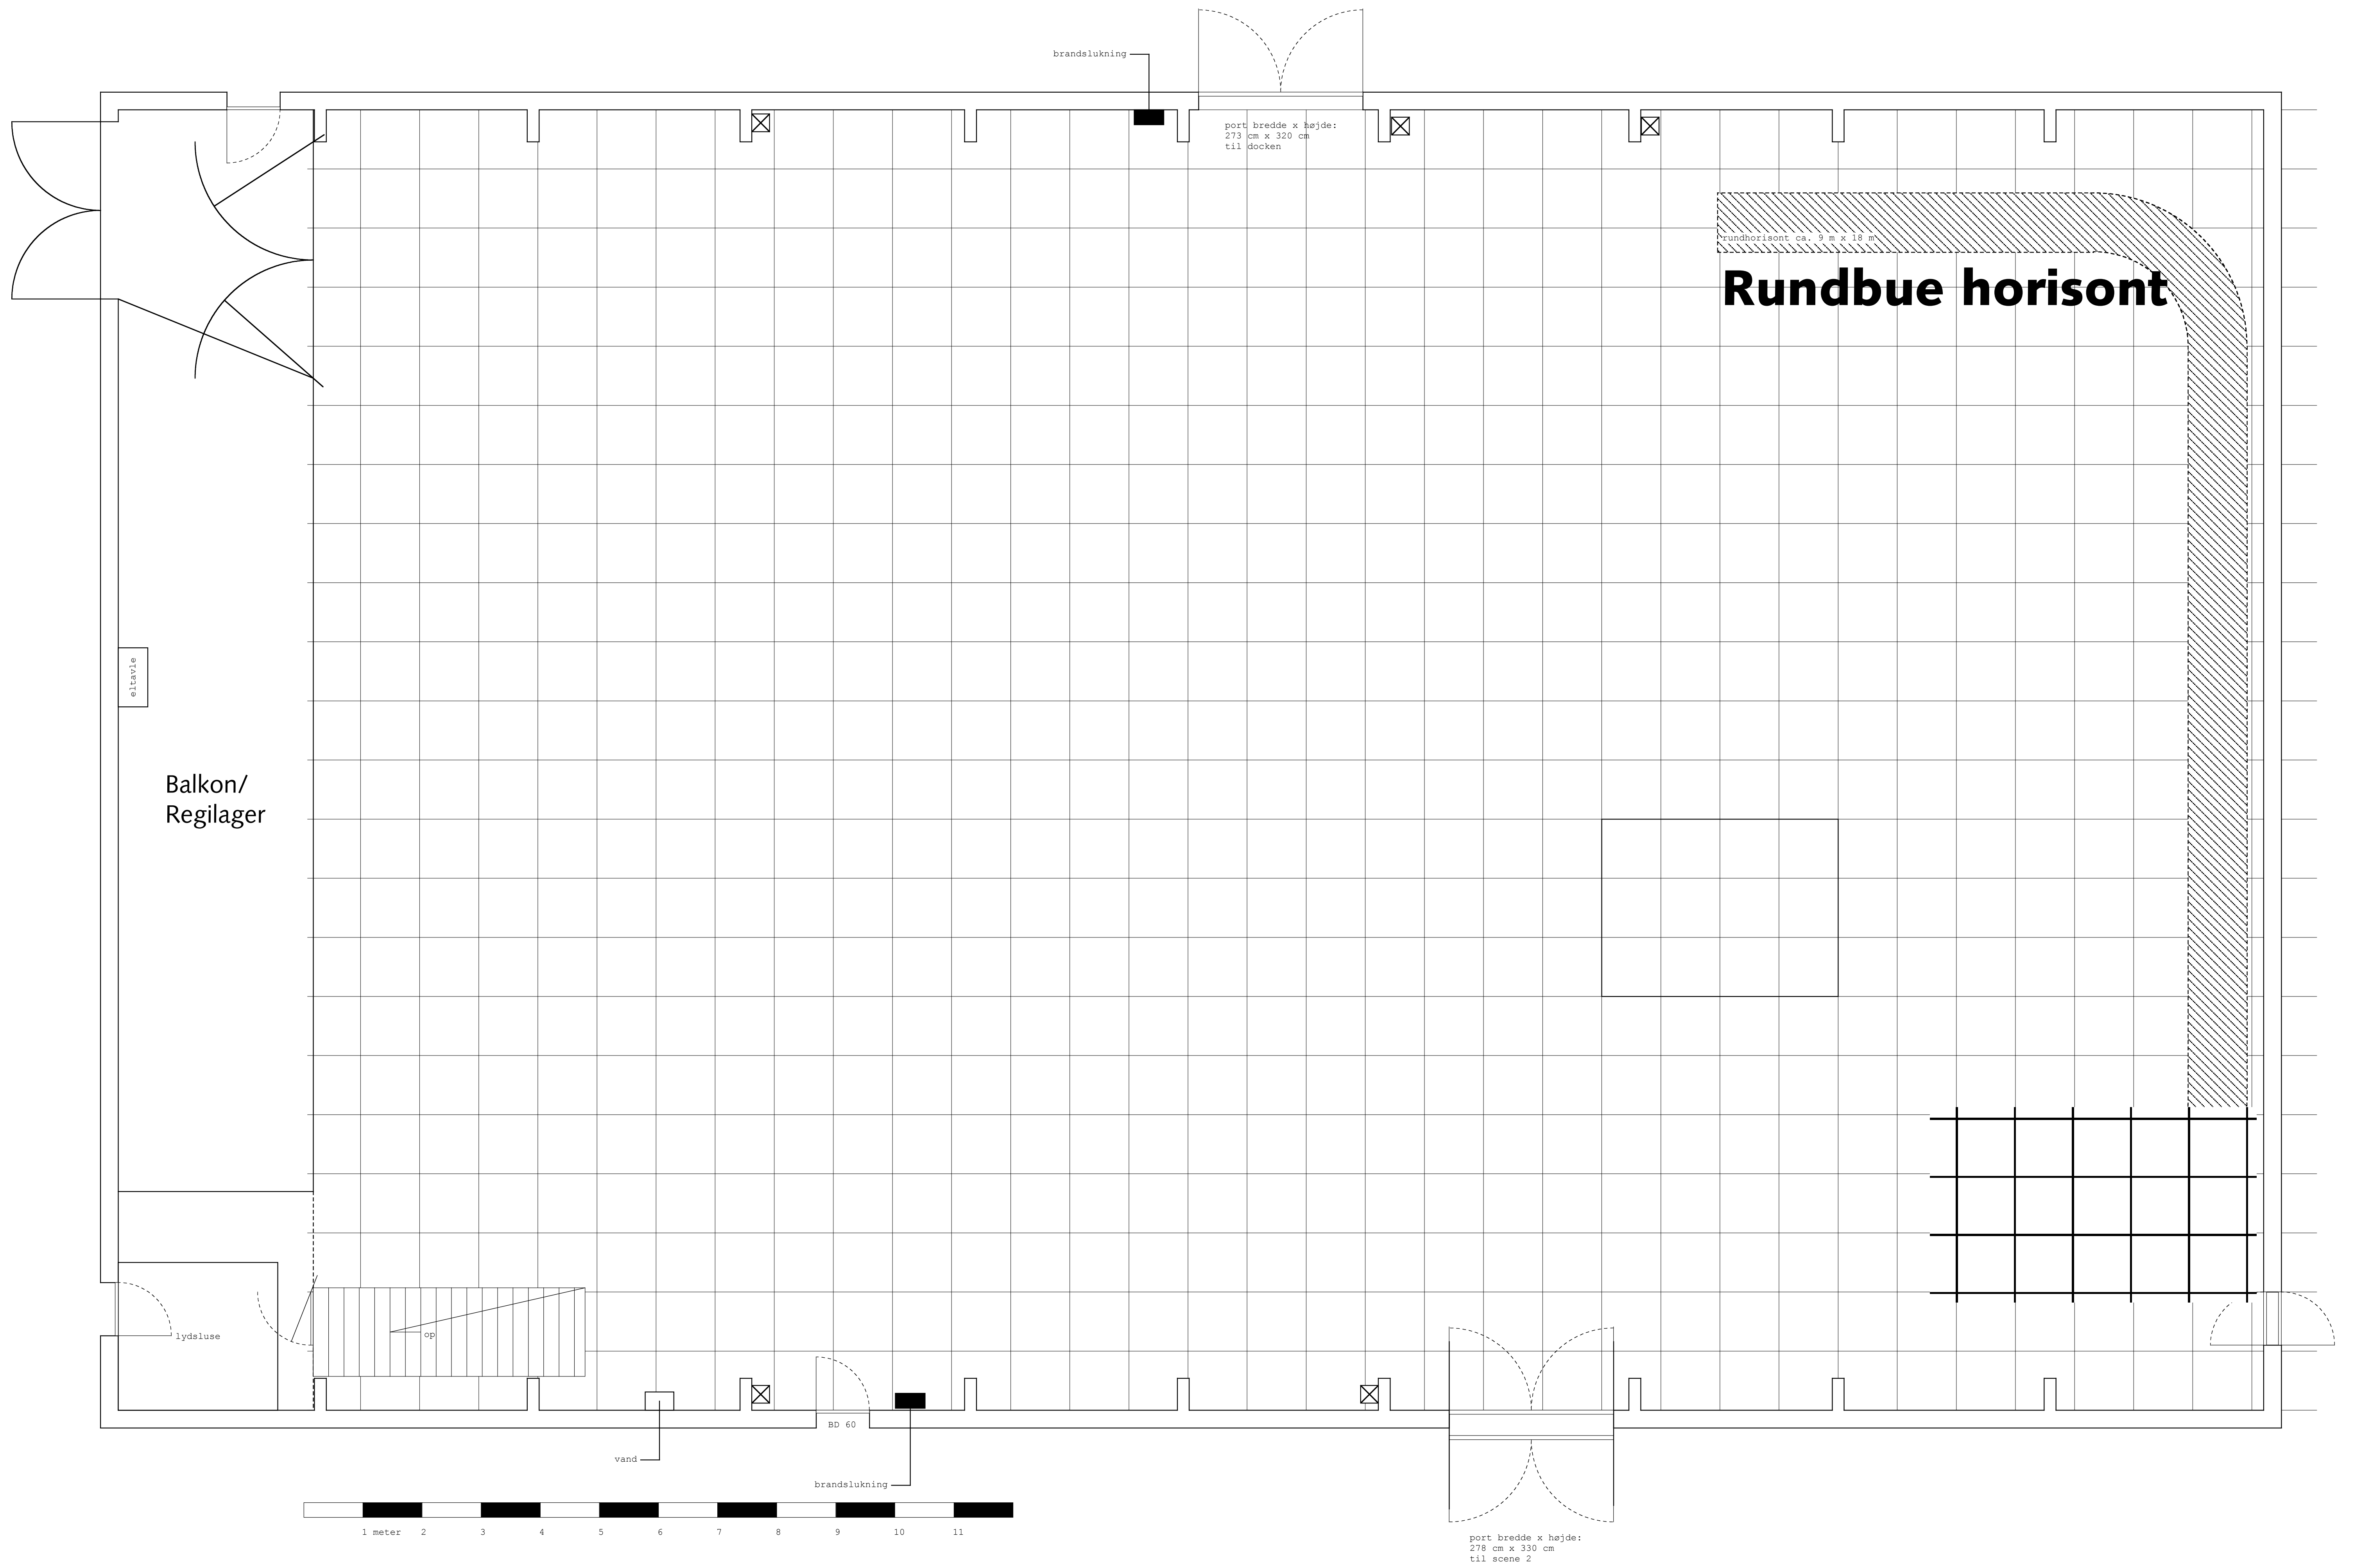 brandslukning
port bredde x højde:
273 cm x 320 cm
til docken
rundhorisont ca. 9 m x 18 m
Rundbue horisont
eltavle
Balkon/
Regilager
lydsluse
op
BD 60
vand
brandslukning
1 meter 2 3 4 5 6 7 8 9 10 11
port bredde x højde:
278 cm x 330 cm
til scene 2